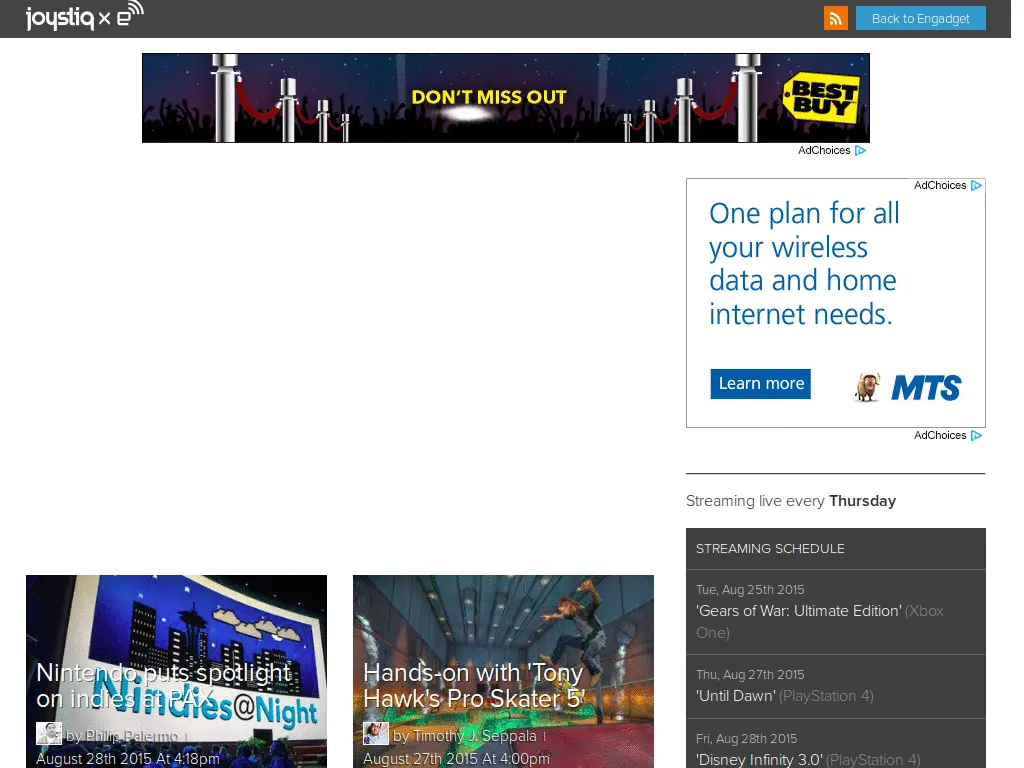 joystiq x e
Back to Engadget
DON'T MISS OUT
BEST
BUY
AdChoices
AdChoices
One plan for all
your wireless
data and home
internet needs.
Learn more
MTS
AdChoices
Streaming live every Thursday
STREAMING SCHEDULE
Tue, Aug 25th 2015
'Gears of War: Ultimate Edition' (Xbox
One)
Thu, Aug 27th 2015
'Until Dawn' (PlayStation 4)
Fri, Aug 28th 2015
'Disney Infinity 3.0' (PlayStation 4)
Nintendo puts spotlight
on indies at PAX
Nindies@Night
by Philip Palermo |
August 28th 2015 At 4:18pm
Hands-on with 'Tony
Hawk's Pro Skater 5'
by Timothy J. Seppala |
August 27th 2015 At 4:00pm